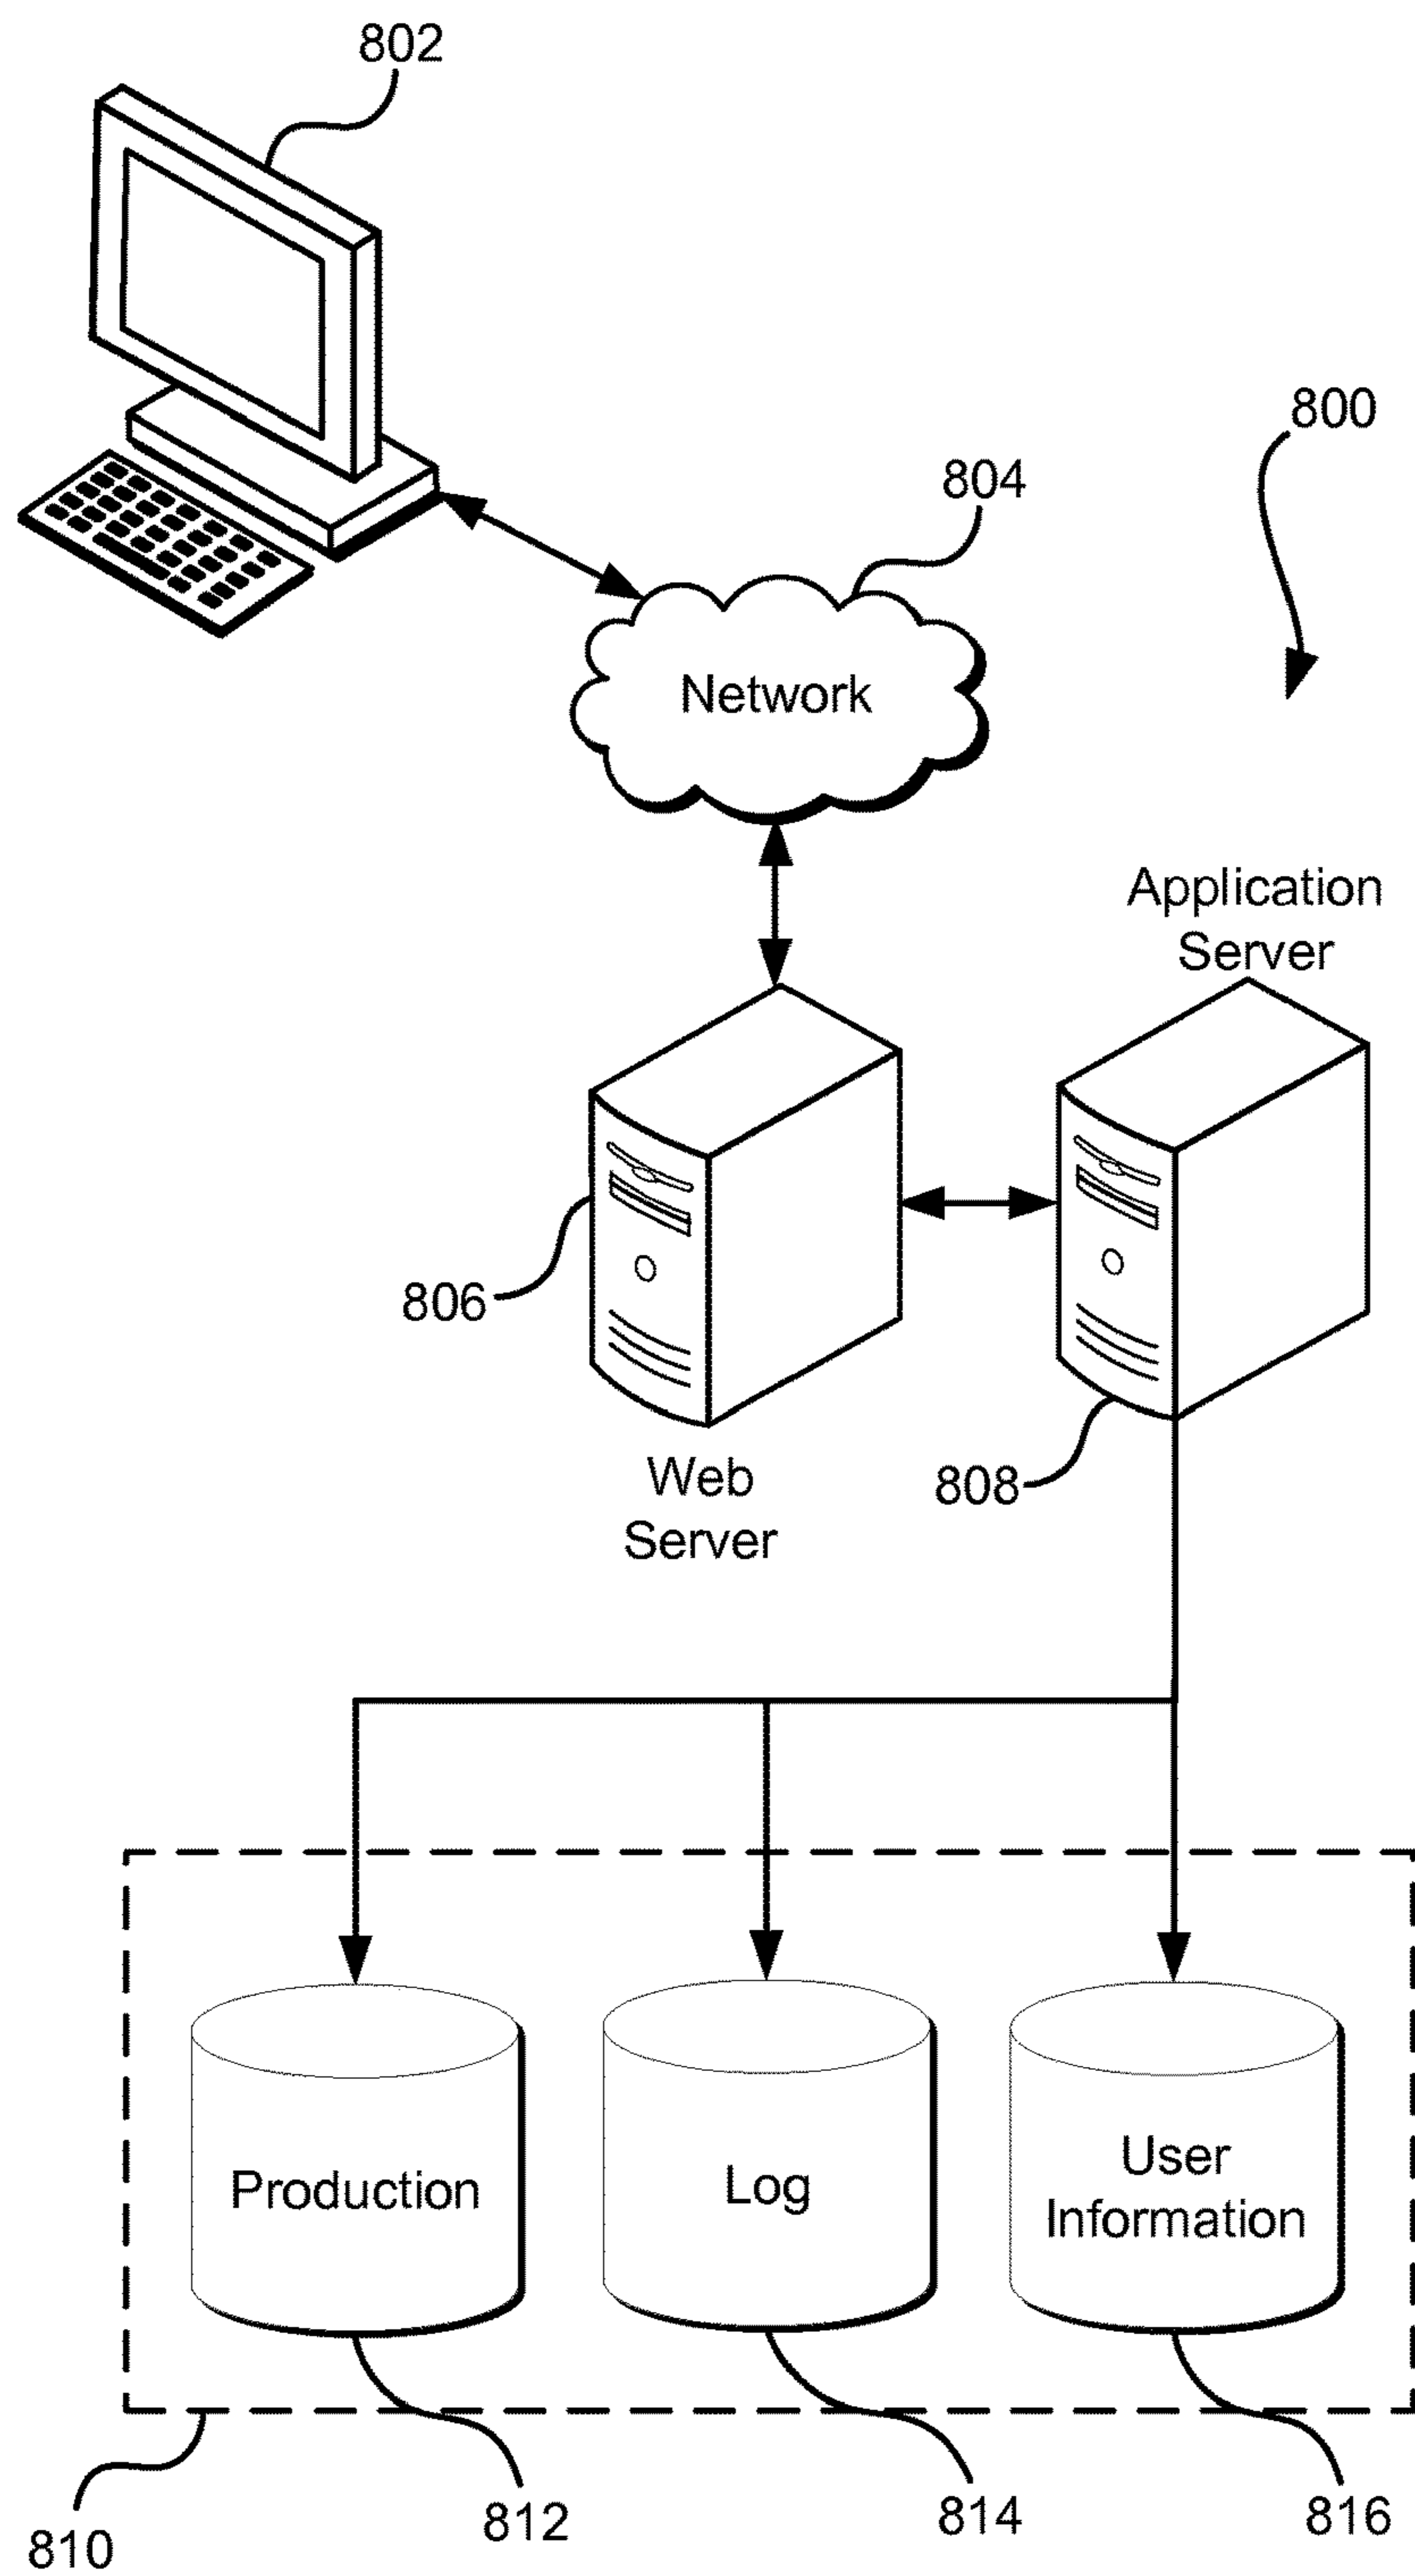 802
800
804
Network
Application
Server
806
Web
Server
808
Production
Log
User
Information
810
812
814
816